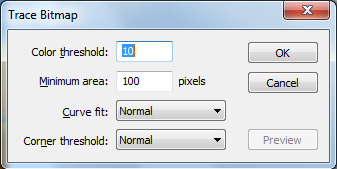 Trace Bitmap
Color threshold: 10 OK
Minimum area: 100 pixels Cancel
Curve fit: Normal
Corner threshold: Normal Preview